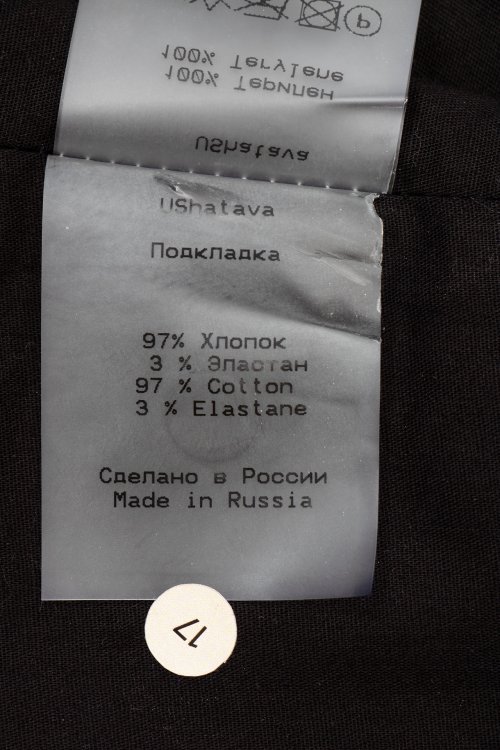 100% Terylene
100% Терилен
UShatava
UShatava
Подкладка
97% Хлопок
3 % Эластан
97 % Cotton
3 % Elastane
Сделано в России
Made in Russia
17
P